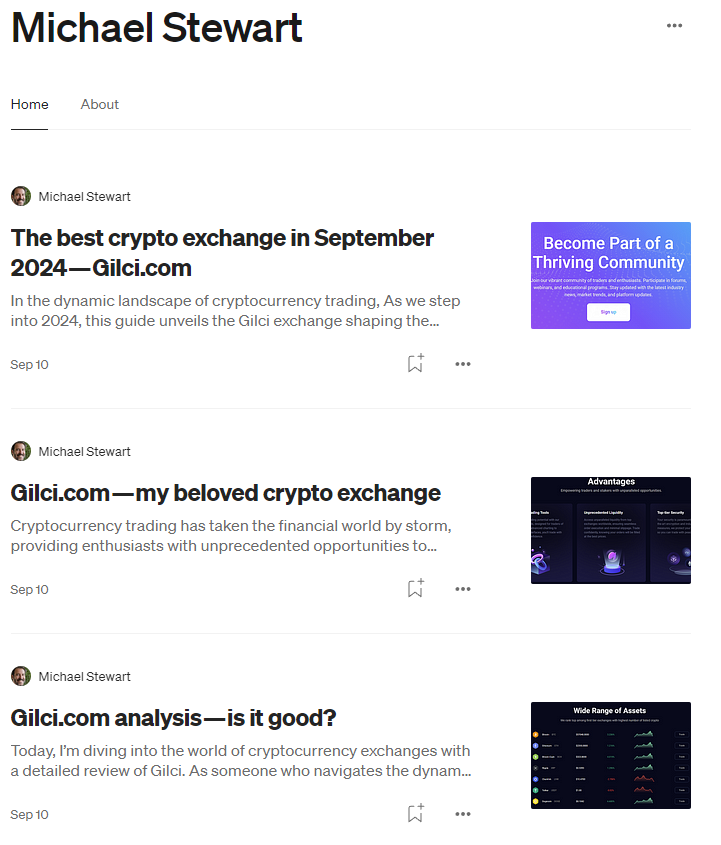 Michael Stewart
Home
About
Michael Stewart
The best crypto exchange in September
2024—Gilci.com
In the dynamic landscape of cryptocurrency trading, As we step
into 2024, this guide unveils the Gilci exchange shaping the...
Sep 10
Become Part of a
Thriving Community
Join our vibrant community of traders and enthusiasts. Participate in forums,
webinars, and educational programs. Stay updated with the latest industry
news, market trends, and platform updates.
Sign up
Michael Stewart
Gilci.com—my beloved crypto exchange
Cryptocurrency trading has taken the financial world by storm,
providing enthusiasts with unprecedented opportunities to...
Sep 10
Advantages
Empowering traders and stakers with unparalleled opportunities.
ading Tools
Unprecedented Liquidity
Top-tier Security
Michael Stewart
Gilci.com analysis—is it good?
Today, I'm diving into the world of cryptocurrency exchanges with
a detailed review of Gilci. As someone who navigates the dynam...
Sep 10
Wide Range of Assets